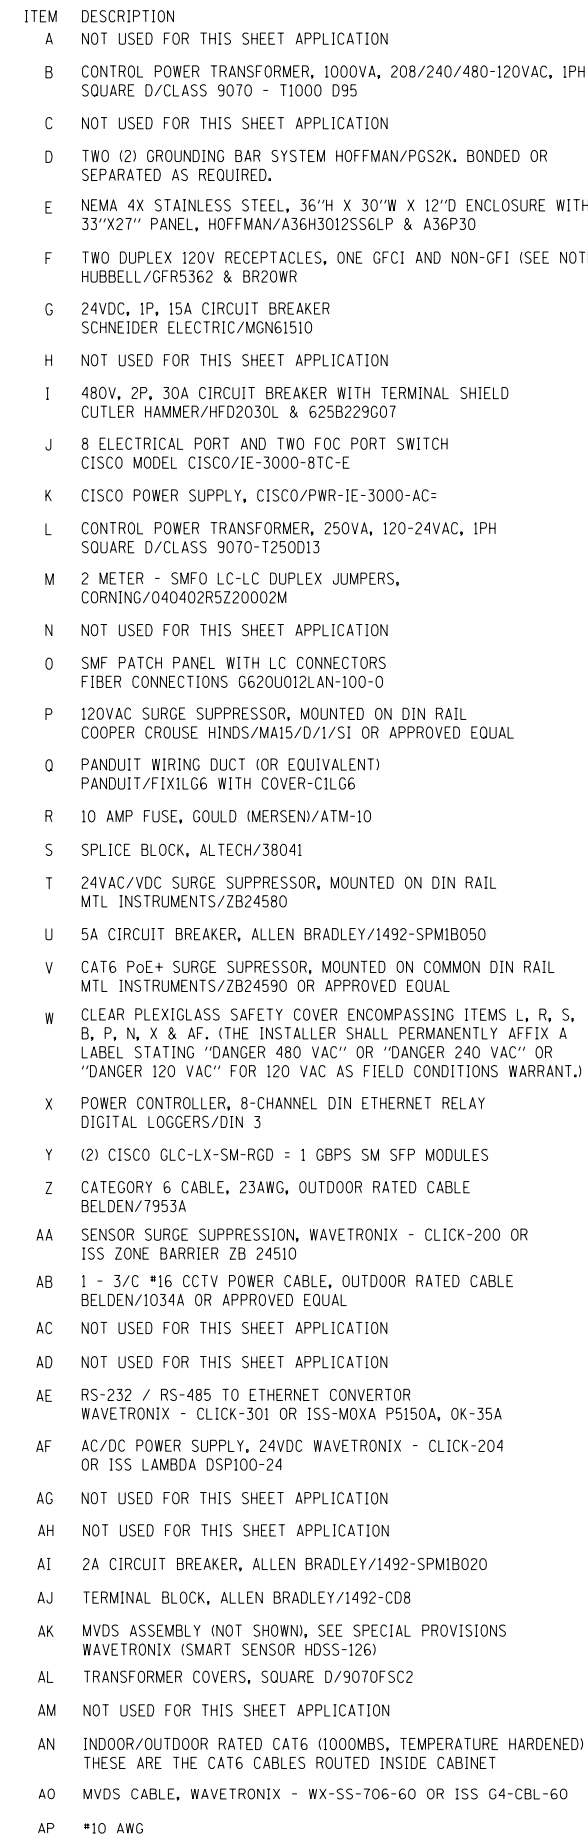 ITEM DESCRIPTION
A NOT USED FOR THIS SHEET APPLICATION
B CONTROL POWER TRANSFORMER, 1000VA, 208/240/480-120VAC, 1PH
SQUARE D/CLASS 9070 - T1000 D95
C NOT USED FOR THIS SHEET APPLICATION
D TWO (2) GROUNDING BAR SYSTEM HOFFMAN/PGS2K. BONDED OR
SEPARATED AS REQUIRED.
E NEMA 4X STAINLESS STEEL, 36"H X 30"W X 12"D ENCLOSURE WITH
33"X27" PANEL, HOFFMAN/A36H3012SS6LP & A36P30
F TWO DUPLEX 120V RECEPTACLES, ONE GFCI AND NON-GFI (SEE NOT
HUBBELL/GFR5362 & BR20WR
G 24VDC, 1P, 15A CIRCUIT BREAKER
SCHNEIDER ELECTRIC/MGN61510
H NOT USED FOR THIS SHEET APPLICATION
I 480V, 2P, 30A CIRCUIT BREAKER WITH TERMINAL SHIELD
CUTLER HAMMER/HFD2030L & 625B229G07
J 8 ELECTRICAL PORT AND TWO FOC PORT SWITCH
CISCO MODEL CISCO/IE-3000-8TC-E
K CISCO POWER SUPPLY, CISCO/PWR-IE-3000-AC=
L CONTROL POWER TRANSFORMER, 250VA, 120-24VAC, 1PH
SQUARE D/CLASS 9070-T250D13
M 2 METER - SMFO LC-LC DUPLEX JUMPERS,
CORNING/040402R5Z20002M
N NOT USED FOR THIS SHEET APPLICATION
O SMF PATCH PANEL WITH LC CONNECTORS
FIBER CONNECTIONS G620U012LAN-100-0
P 120VAC SURGE SUPPRESSOR, MOUNTED ON DIN RAIL
COOPER CROUSE HINDS/MA15/D/1/SI OR APPROVED EQUAL
Q PANDUIT WIRING DUCT (OR EQUIVALENT)
PANDUIT/FIX1LG6 WITH COVER-C1LG6
R 10 AMP FUSE, GOULD (MERSEN)/ATM-10
S SPLICE BLOCK, ALTECH/38041
T 24VAC/VDC SURGE SUPPRESSOR, MOUNTED ON DIN RAIL
MTL INSTRUMENTS/ZB24580
U 5A CIRCUIT BREAKER, ALLEN BRADLEY/1492-SPM1B050
V CAT6 PoE+ SURGE SUPRESSOR, MOUNTED ON COMMON DIN RAIL
MTL INSTRUMENTS/ZB24590 OR APPROVED EQUAL
W CLEAR PLEXIGLASS SAFETY COVER ENCOMPASSING ITEMS L, R, S,
B, P, N, X & AF. (THE INSTALLER SHALL PERMANENTLY AFFIX A
LABEL STATING "DANGER 480 VAC" OR "DANGER 240 VAC" OR
"DANGER 120 VAC" FOR 120 VAC AS FIELD CONDITIONS WARRANT.)
X POWER CONTROLLER, 8-CHANNEL DIN ETHERNET RELAY
DIGITAL LOGGERS/DIN 3
Y (2) CISCO GLC-LX-SM-RGD = 1 GBPS SM SFP MODULES
Z CATEGORY 6 CABLE, 23AWG, OUTDOOR RATED CABLE
BELDEN/7953A
AA SENSOR SURGE SUPPRESSION, WAVETRONIX - CLICK-200 OR
ISS ZONE BARRIER ZB 24510
AB 1 - 3/C #16 CCTV POWER CABLE, OUTDOOR RATED CABLE
BELDEN/1034A OR APPROVED EQUAL
AC NOT USED FOR THIS SHEET APPLICATION
AD NOT USED FOR THIS SHEET APPLICATION
AE RS-232 / RS-485 TO ETHERNET CONVERTOR
WAVETRONIX - CLICK-301 OR ISS-MOXA P5150A, OK-35A
AF AC/DC POWER SUPPLY, 24VDC WAVETRONIX - CLICK-204
OR ISS LAMBDA DSP100-24
AG NOT USED FOR THIS SHEET APPLICATION
AH NOT USED FOR THIS SHEET APPLICATION
AI 2A CIRCUIT BREAKER, ALLEN BRADLEY/1492-SPM1B020
AJ TERMINAL BLOCK, ALLEN BRADLEY/1492-CD8
AK MVDS ASSEMBLY (NOT SHOWN), SEE SPECIAL PROVISIONS
WAVETRONIX (SMART SENSOR HDSS-126)
AL TRANSFORMER COVERS, SQUARE D/9070FSC2
AM NOT USED FOR THIS SHEET APPLICATION
AN INDOOR/OUTDOOR RATED CAT6 (1000MBS, TEMPERATURE HARDENED)
THESE ARE THE CAT6 CABLES ROUTED INSIDE CABINET
AO MVDS CABLE, WAVETRONIX - WX-SS-706-60 OR ISS G4-CBL-60
AP #10 AWG